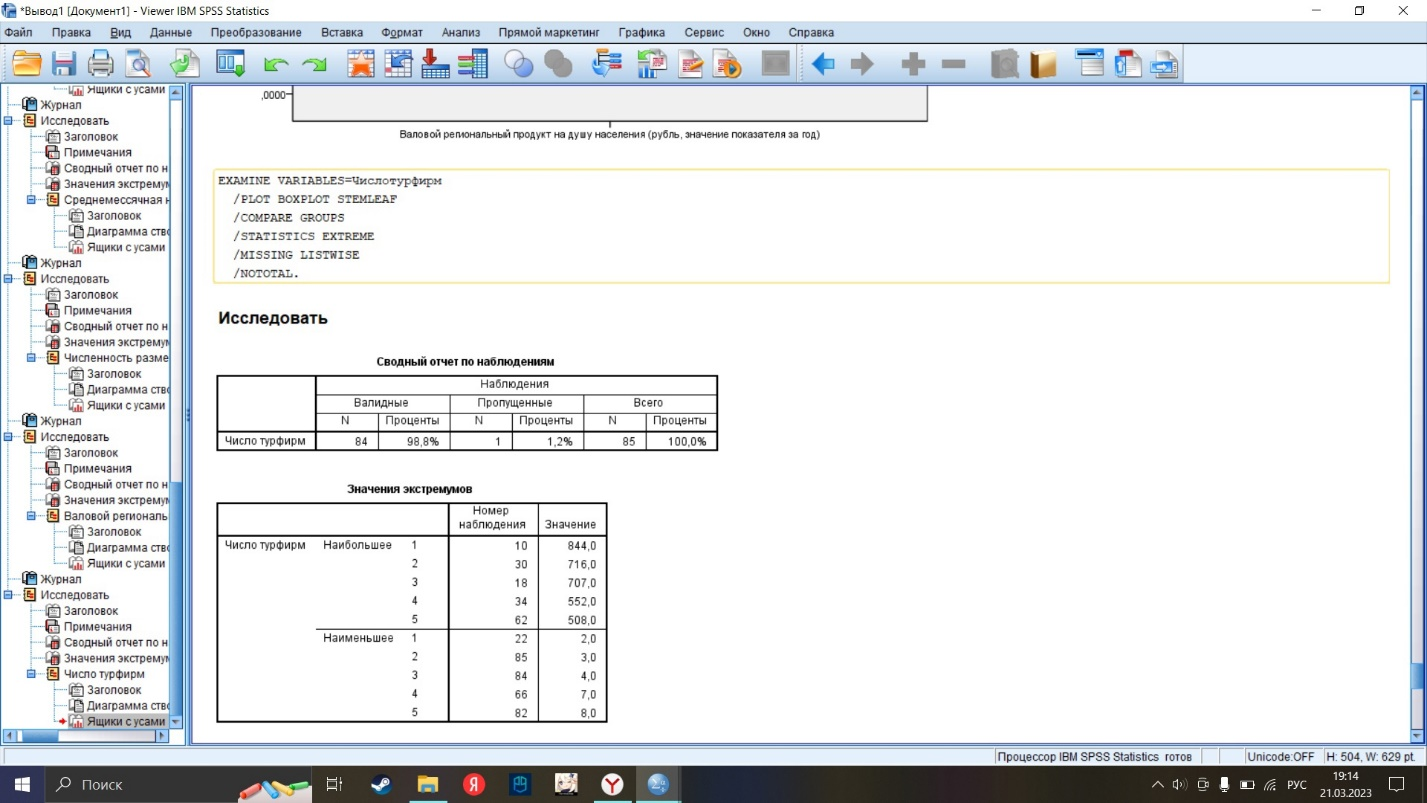 *Вывод1 [Документ1] - Viewer IBM SPSS Statistics
Файл Правка Вид Данные Преобразование Вставка Формат Анализ Прямой маркетинг Графика Сервис Окно Справка
Ящики с усами
Журнал
Исследовать
Заголовок
Примечания
Сводный отчет по н
Значения экстремум
Среднемессячная н
Заголовок
Диаграмма ство
Ящики с усами
Журнал
Исследовать
Заголовок
Примечания
Сводный отчет по н
Значения экстремум
Численность разме
Заголовок
Диаграмма ство
Ящики с усами
Журнал
Исследовать
Заголовок
Примечания
Сводный отчет по н
Значения экстремум
Валовой региональ
Заголовок
Диаграмма ство
Ящики с усами
Журнал
Исследовать
Заголовок
Примечания
Сводный отчет по н
Значения экстремум
Число турфирм
Заголовок
Диаграмма ство
Ящики с усами
,0000
Валовой региональный продукт на душу населения (рубль, значение показателя за год)
EXAMINE VARIABLES=Числотурфирм
/PLOT BOXPLOT STEMLEAF
/COMPARE GROUPS
/STATISTICS EXTREME
/MISSING LISTWISE
/NOTOTAL.
Исследовать
Сводный отчет по наблюдениям
Наблюдения
Валидные Пропущенные Всего
N Проценты N Проценты N Проценты
Число турфирм 84 98,8% 1 1,2% 85 100,0%
Значения экстремумов
Номер наблюдения Значение
Число турфирм Наибольшее 1 10 844,0
2 30 716,0
3 18 707,0
4 34 552,0
5 62 508,0
Наименьшее 1 22 2,0
2 85 3,0
3 84 4,0
4 66 7,0
5 82 8,0
Процессор IBM SPSS Statistics готов Unicode:OFF H: 504, W: 629 pt.
Поиск
РУС
19:14
21.03.2023